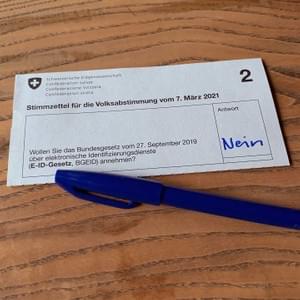 Schweizerische Eidgenossenschaft
Confédération suisse
Confederazione Svizzera
Confederaziun svizra
2
Stimmzettel für die Volksabstimmung vom 7. März 2021
Antwort
Wollen Sie das Bundesgesetz vom 27. September 2019
über elektronische Identifizierungsdienste
(E-ID-Gesetz, BGEID) annehmen?
Nein